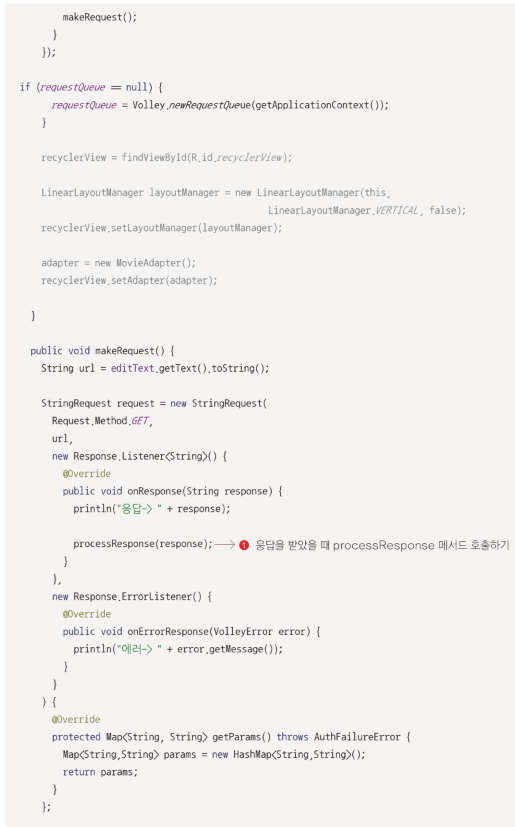 makeRequest();
}
});
if (requestQueue == null) {
requestQueue = Volley.newRequestQueue(getApplicationContext());
}
recyclerView = findViewById(R.id.recyclerView);
LinearLayoutManager layoutManager = new LinearLayoutManager(this,
LinearLayoutManager.VERTICAL, false);
recyclerView.setLayoutManager(layoutManager);
adapter = new MovieAdapter();
recyclerView.setAdapter(adapter);
}
public void makeRequest() {
String url = editText.getText().toString();
StringRequest request = new StringRequest(
Request.Method.GET,
url,
new Response.Listener<String>() {
@Override
public void onResponse(String response) {
println("응답-> " + response);
processResponse(response); → ❶ 응답을 받았을 때 processResponse 메서드 호출하기
}
},
new Response.ErrorListener() {
@Override
public void onErrorResponse(VolleyError error) {
println("에러-> " + error.getMessage());
}
}
) {
@Override
protected Map<String, String> getParams() throws AuthFailureError {
Map<String,String> params = new HashMap<String,String>();
return params;
}
};